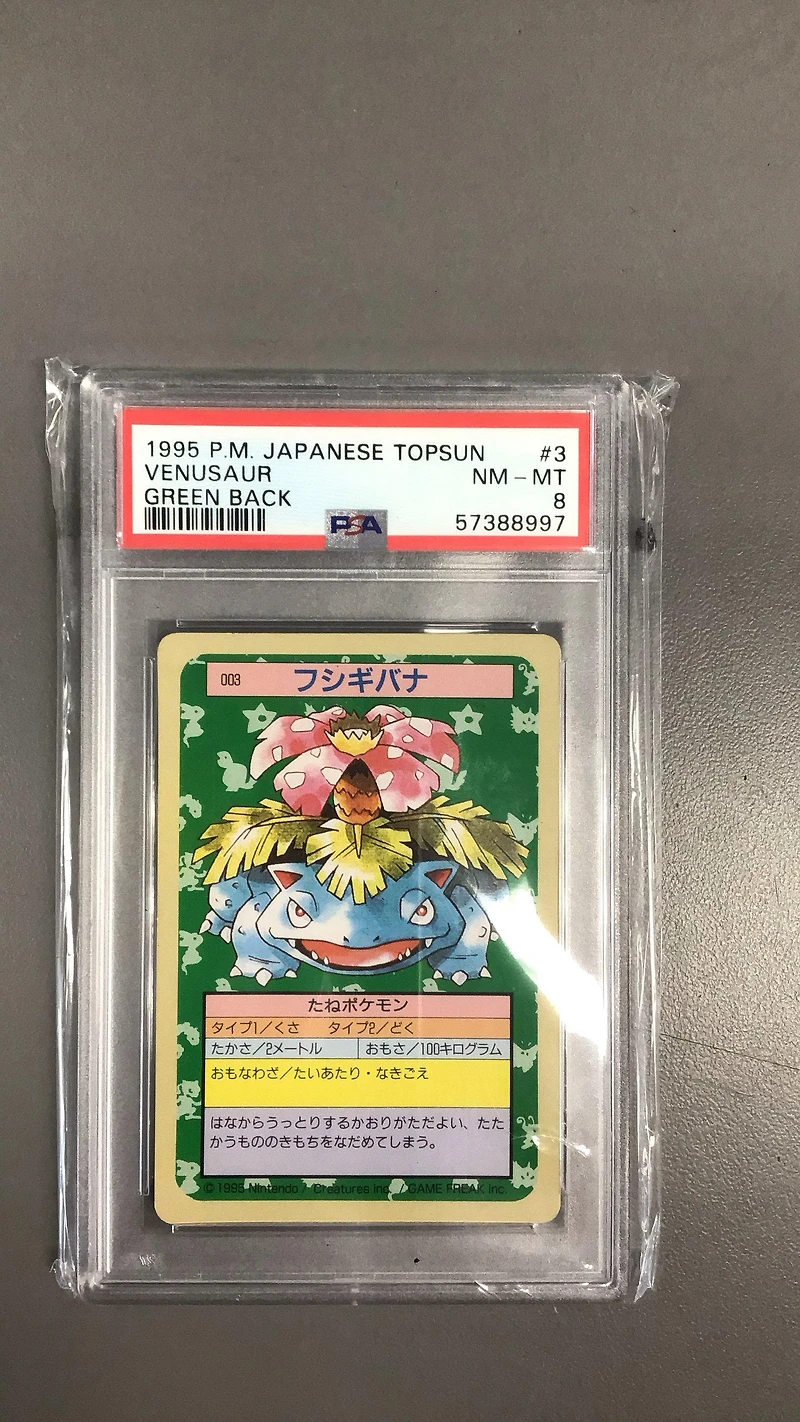 1995 P.M. JAPANESE TOPSUN #3
VENUSAUR NM - MT
GREEN BACK 8
PSA 57388997
003 フシギバナ
たねポケモン
タイプ1/くさ タイプ2/どく
たかさ/2メートル おもさ/100キログラム
おもなわざ/たいあたり・なきごえ
はなからうっとりするかおりがただよい、たた
かうもののきもちをなだめてしまう。
© 1995 Nintendo / Creatures inc. / GAME FREAK inc.